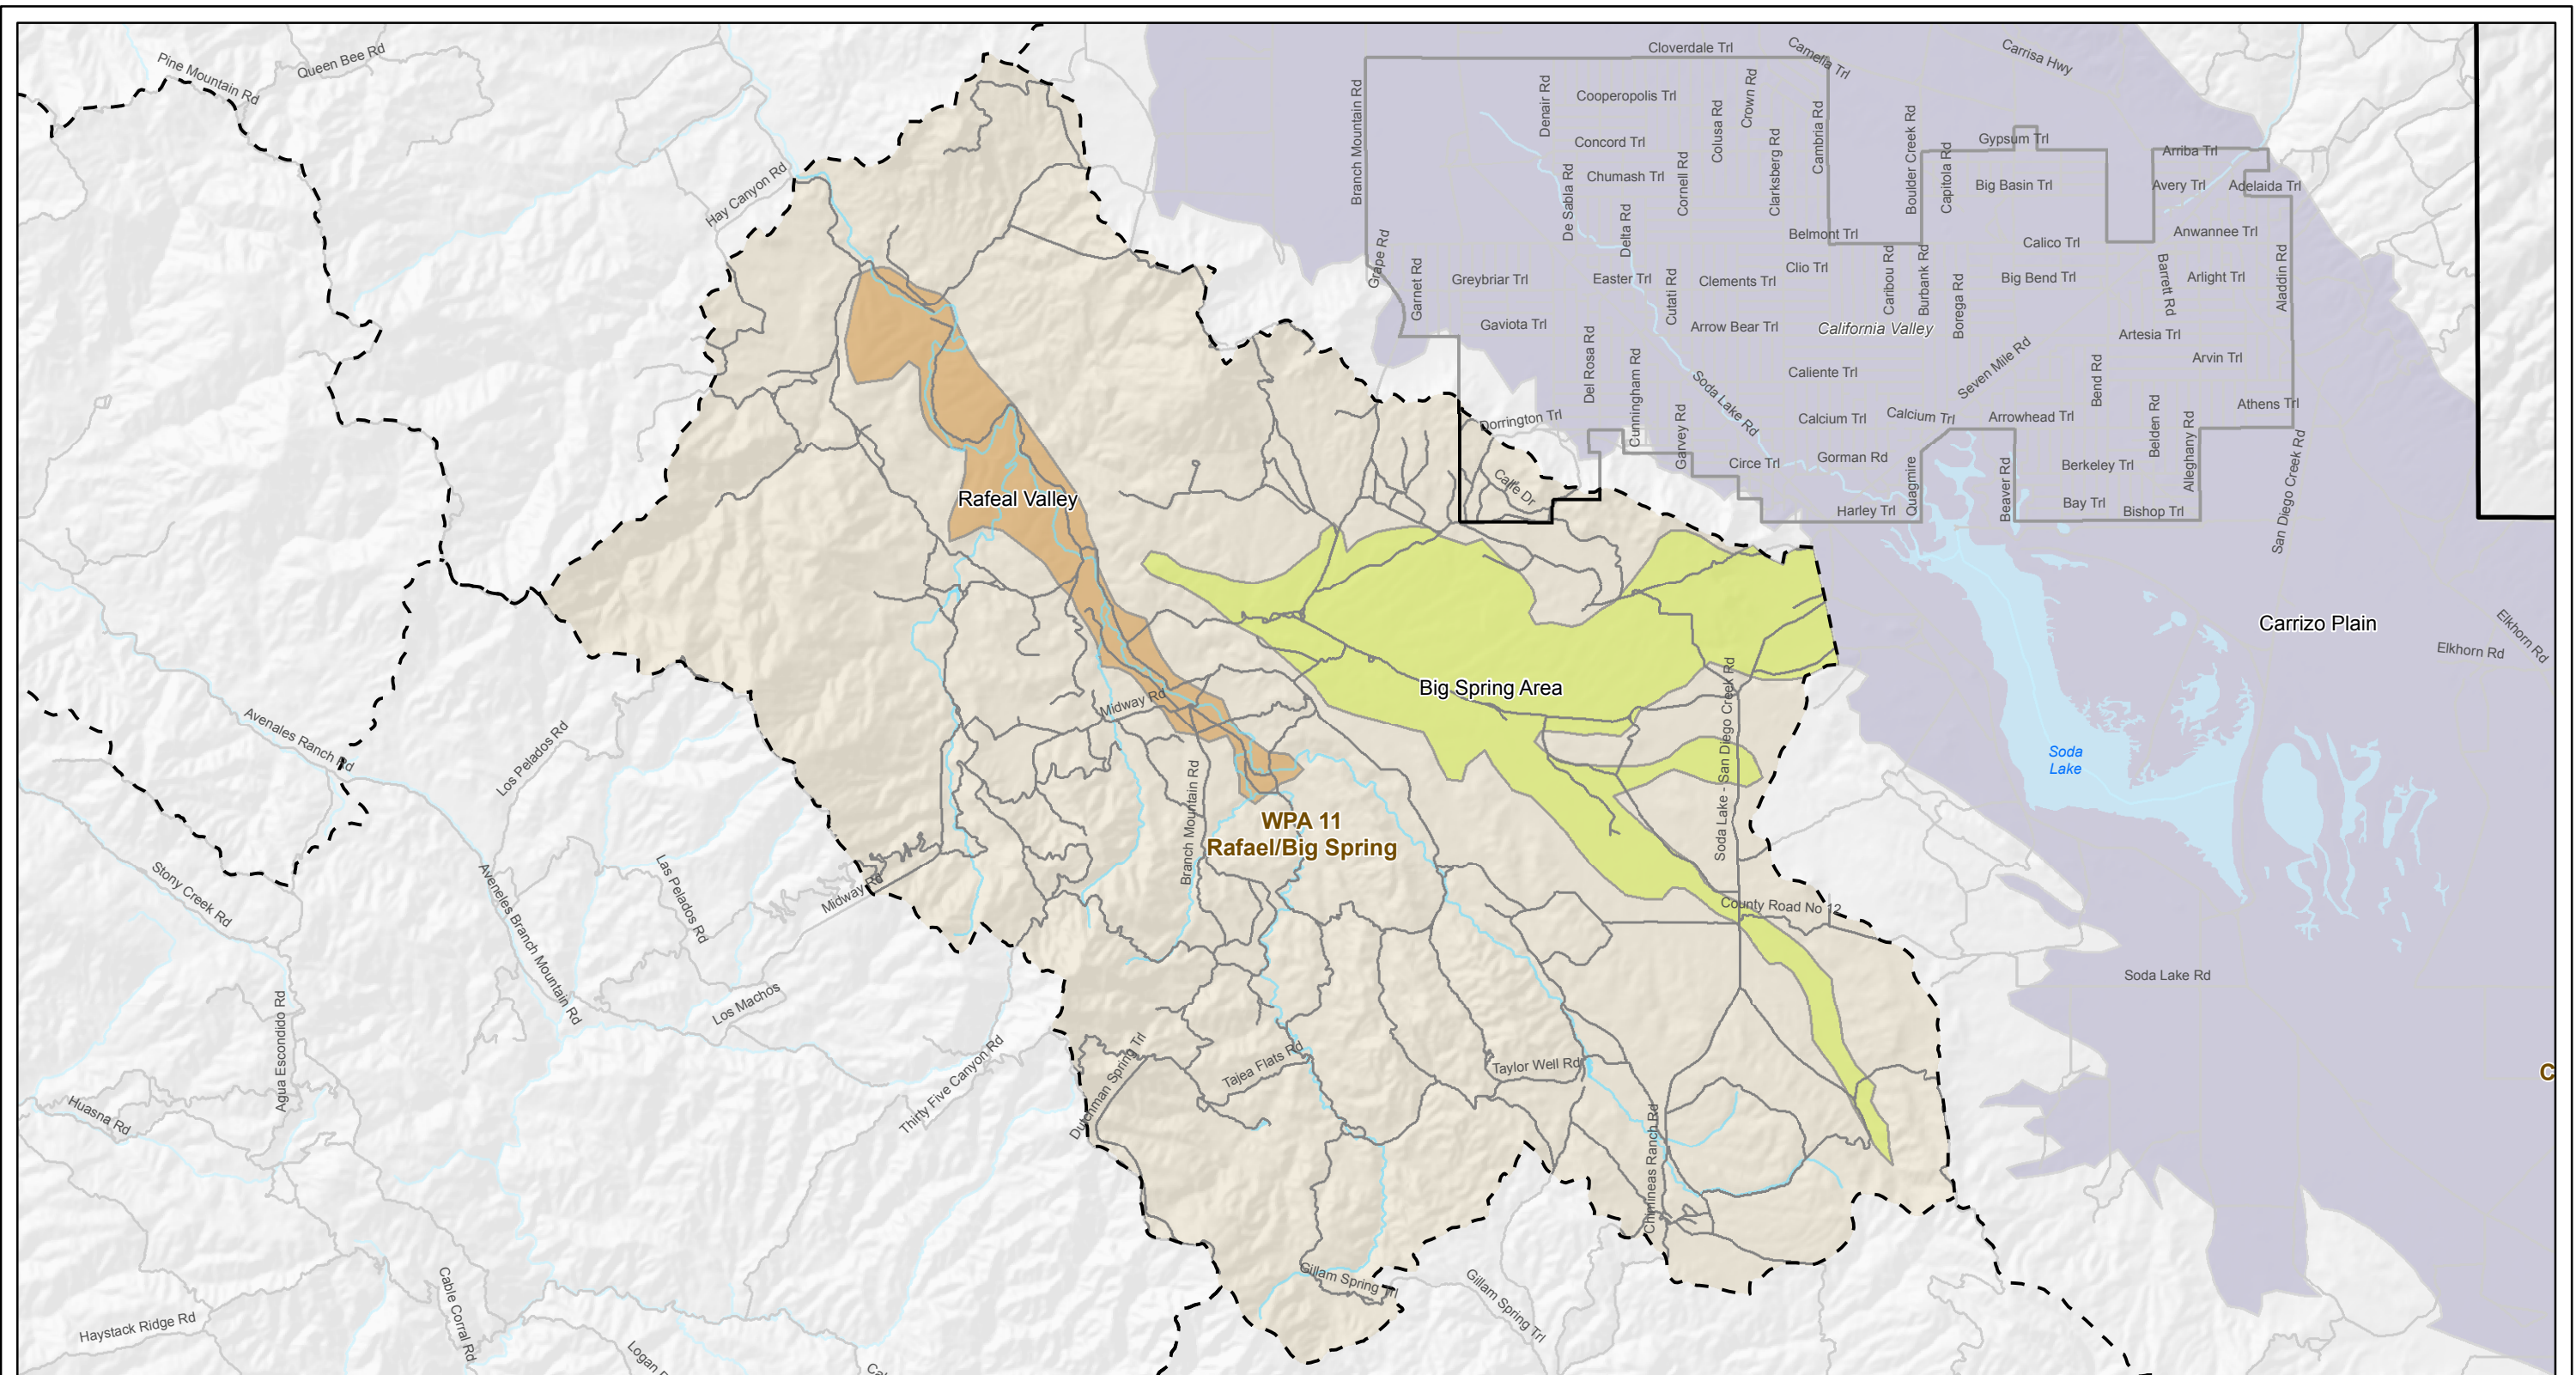 Pine Mountain Rd
Queen Bee Rd
Cloverdale Trl
Camelia Trl
Carrisa Hwy
Hay Canyon Rd
Branch Mountain Rd
Denair Rd
Cooperopolis Trl
Crown Rd
Colusa Rd
Concord Trl
Cambria Rd
Clarksberg Rd
Boulder Creek Rd
Capitola Rd
Gypsum Trl
Arriba Trl
De Sabla Rd
Chumash Trl
Cornell Rd
Big Basin Trl
Avery Trl
Adelaida Trl
Grape Rd
Delta Rd
Belmont Trl
Calico Trl
Anwannee Trl
Garnet Rd
Greybriar Trl
Easter Trl
Cutati Rd
Clements Trl
Clio Trl
Caribou Rd
Burbank Rd
Borega Rd
Big Bend Trl
Barrett Rd
Arlight Trl
Aladdin Rd
Gaviota Trl
Arrow Bear Trl
California Valley
Artesia Trl
Del Rosa Rd
Cunningham Rd
Caliente Trl
Seven Mile Rd
Bend Rd
Arvin Trl
Soda Lake Rd
Dorrington Trl
Garvey Rd
Calcium Trl
Calcium Trl
Arrowhead Trl
Belden Rd
Alleghany Rd
Athens Trl
San Diego Creek Rd
Calfe Dr
Circe Trl
Gorman Rd
Quagmire
Beaver Rd
Berkeley Trl
Harley Trl
Bay Trl
Bishop Trl
Rafeal Valley
Carrizo Plain
Elkhorn Rd
Elkhorn Rd
Big Spring Area
Midway Rd
Soda Lake - San Diego Creek Rd
Soda
Lake
Avenales Ranch Rd
Los Pelados Rd
Branch Mountain Rd
WPA 11
Rafael/Big Spring
Stony Creek Rd
Aveneles Branch Mountain Rd
Las Pelados Rd
Midway Rd
County Road No 12
Soda Lake Rd
Agua Escondido Rd
Los Machos
Thirty Five Canyon Rd
Dutchman Spring Trl
Tajea Flats Rd
Taylor Well Rd
C
Huasna Rd
Chimineas Ranch Rd
Haystack Ridge Rd
Cable Corral Rd
Logan
Gillam Spring Trl
Gillam Spring Trl